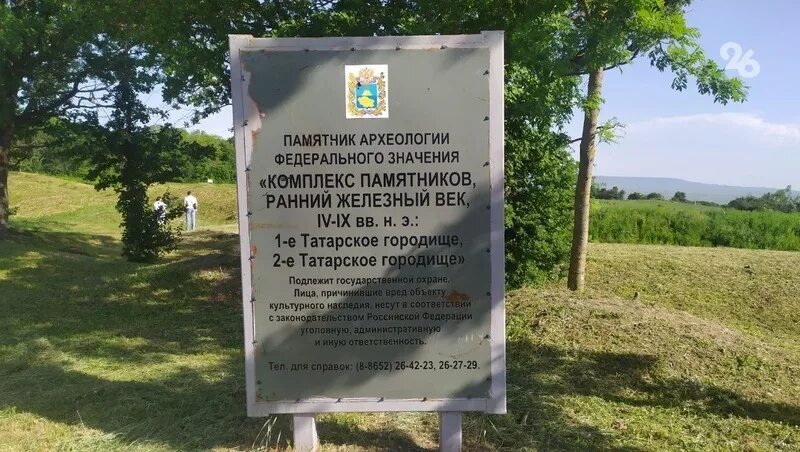 26
ПАМЯТНИК АРХЕОЛОГИИ
ФЕДЕРАЛЬНОГО ЗНАЧЕНИЯ
«КОМПЛЕКС ПАМЯТНИКОВ,
РАННИЙ ЖЕЛЕЗНЫЙ ВЕК,
IV-IX вв. н. э.:
1-е Татарское городище,
2-е Татарское городище»
Подлежит государственной охране.
Лица, причинившие вред объекту
культурного наследия, несут в соответствии
с законодательством Российской Федерации
уголовную, административную
и иную ответственность.
Тел. для справок: (8-8652) 26-42-23, 26-27-29.